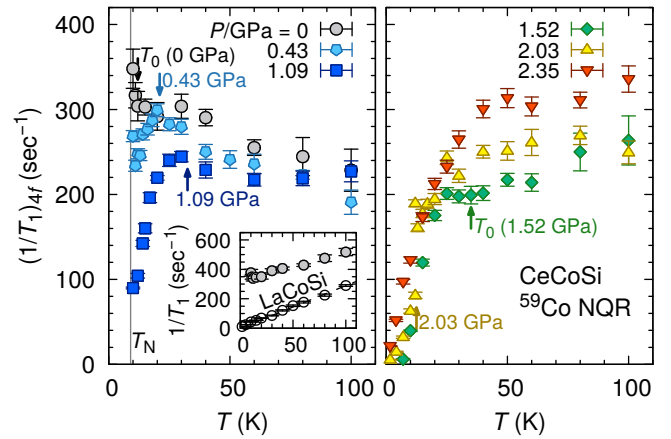 P/GPa = 0
0.43
1.09
T₀ (0 GPa)
0.43 GPa
1.09 GPa
T_N
(1/T₁)₄f (sec⁻¹)
400
300
200
100
0
0 50 100
T (K)
1/T₁ (sec⁻¹)
600
400
200
0
0 50 100
LaCoSi
1.52
2.03
2.35
T₀ (1.52 GPa)
2.03 GPa
CeCoSi
⁵⁹Co NQR
0 50 100
T (K)